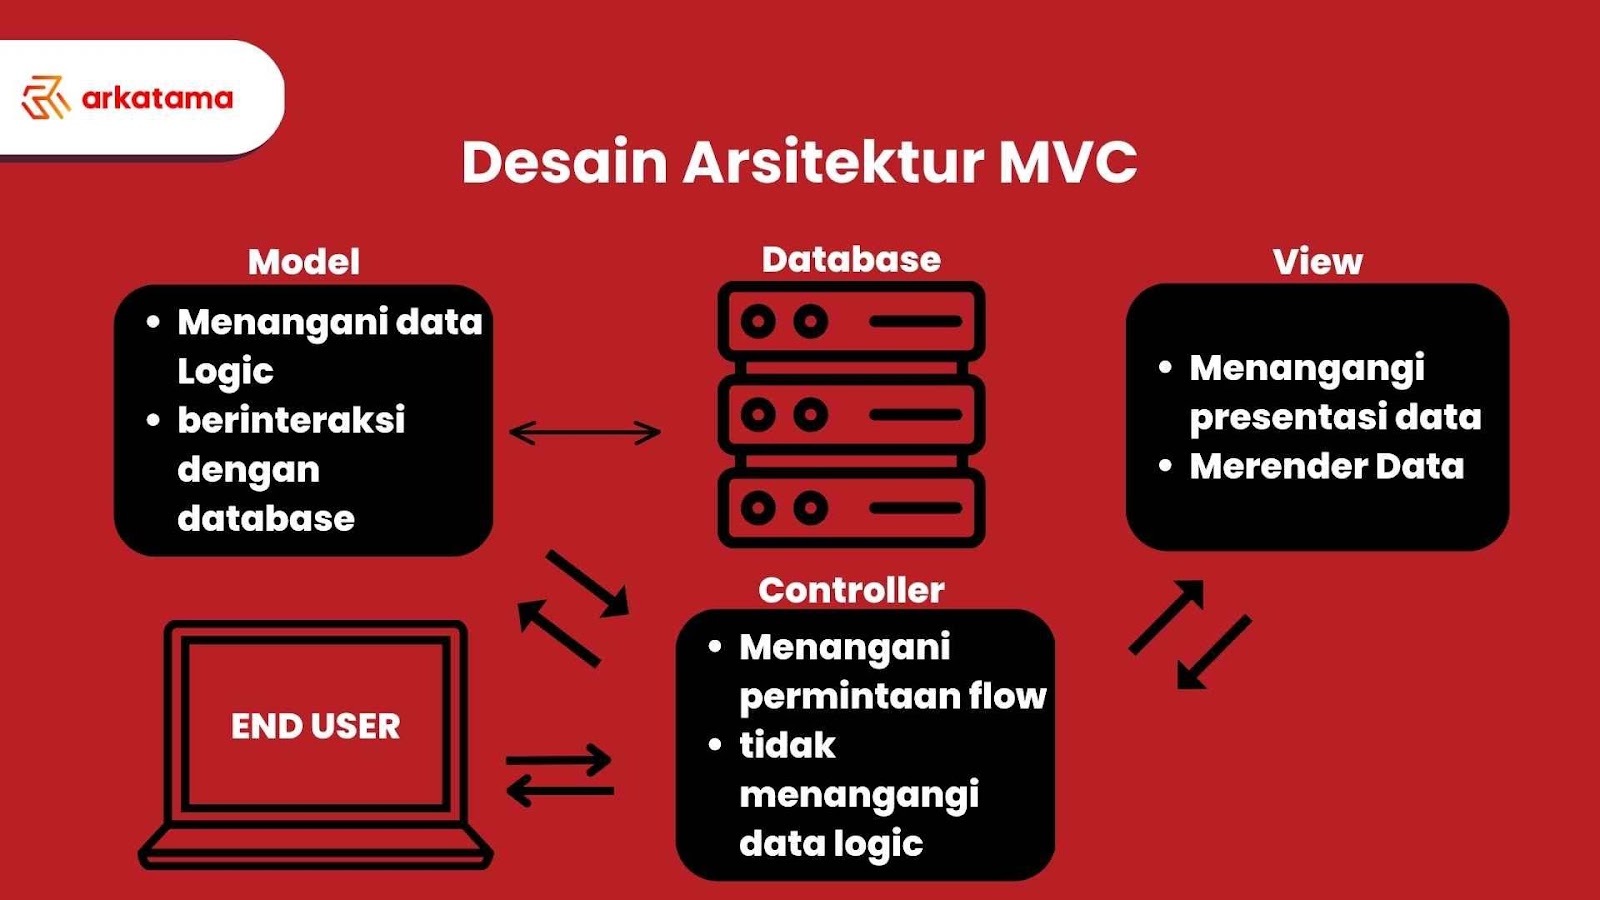 arkatama
Desain Arsitektur MVC
Model
• Menangani data
Logic
• berinteraksi
dengan
database
Database
View
• Menangangi
presentasi data
• Merender Data
Controller
• Menangani
permintaan flow
• tidak
menangangi
data logic
END USER